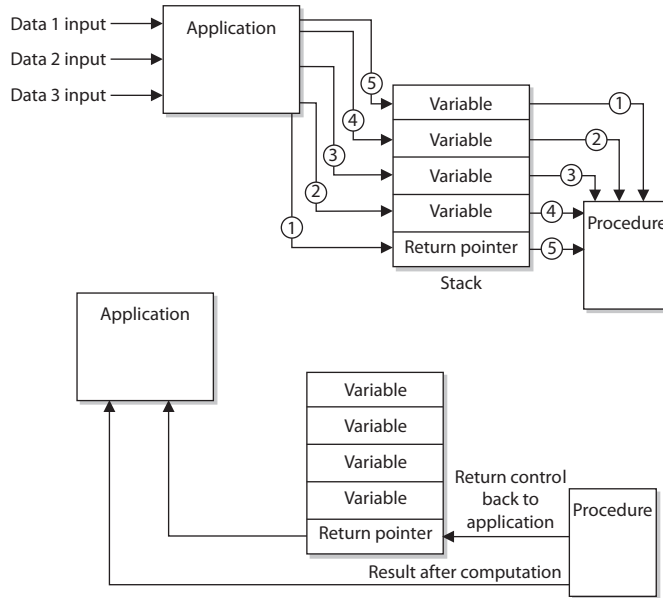 Data 1 input
Data 2 input
Data 3 input
Application
5
4
3
2
1
Variable
Variable
Variable
Variable
Return pointer
Stack
1
2
3
4
5
Procedure
Application
Variable
Variable
Variable
Variable
Return pointer
Return control
back to
application
Procedure
Result after computation